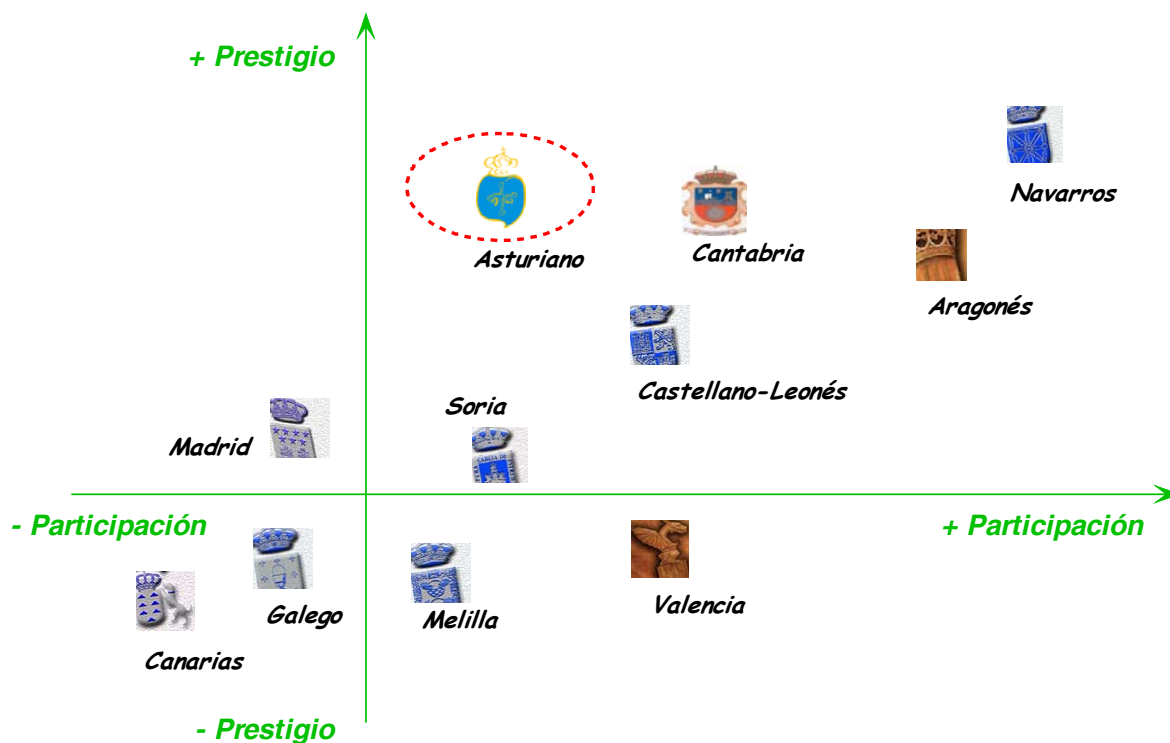 + Prestigio
Navarros
Asturiano
Cantabria
Aragonés
Castellano-Leonés
Soria
Madrid
- Participación
+ Participación
Galego
Melilla
Valencia
Canarias
- Prestigio